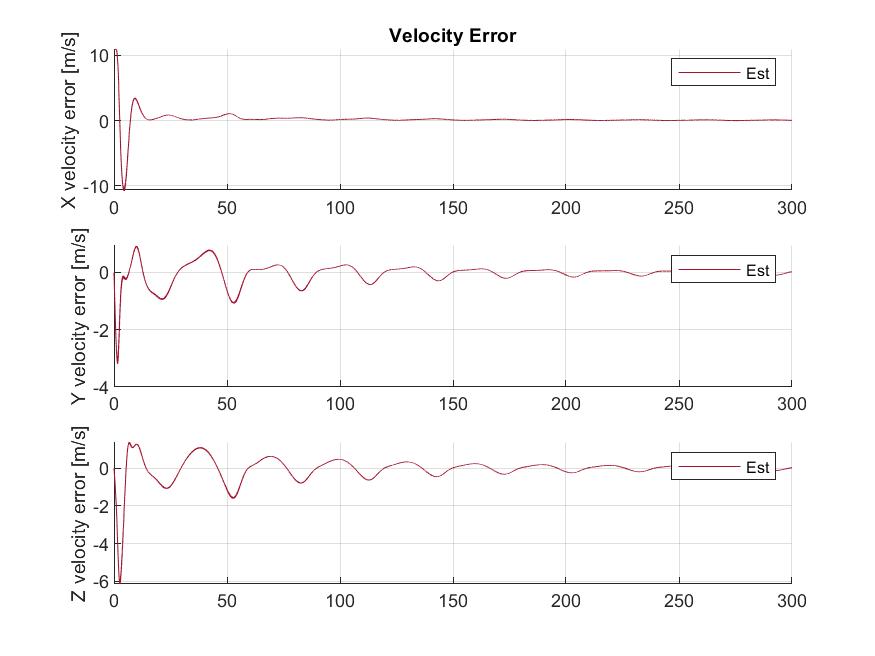 Velocity Error
X velocity error [m/s]
10
0
-10
Est
0 50 100 150 200 250 300
Y velocity error [m/s]
0
-2
-4
Est
0 50 100 150 200 250 300
Z velocity error [m/s]
0
-2
-4
-6
Est
0 50 100 150 200 250 300